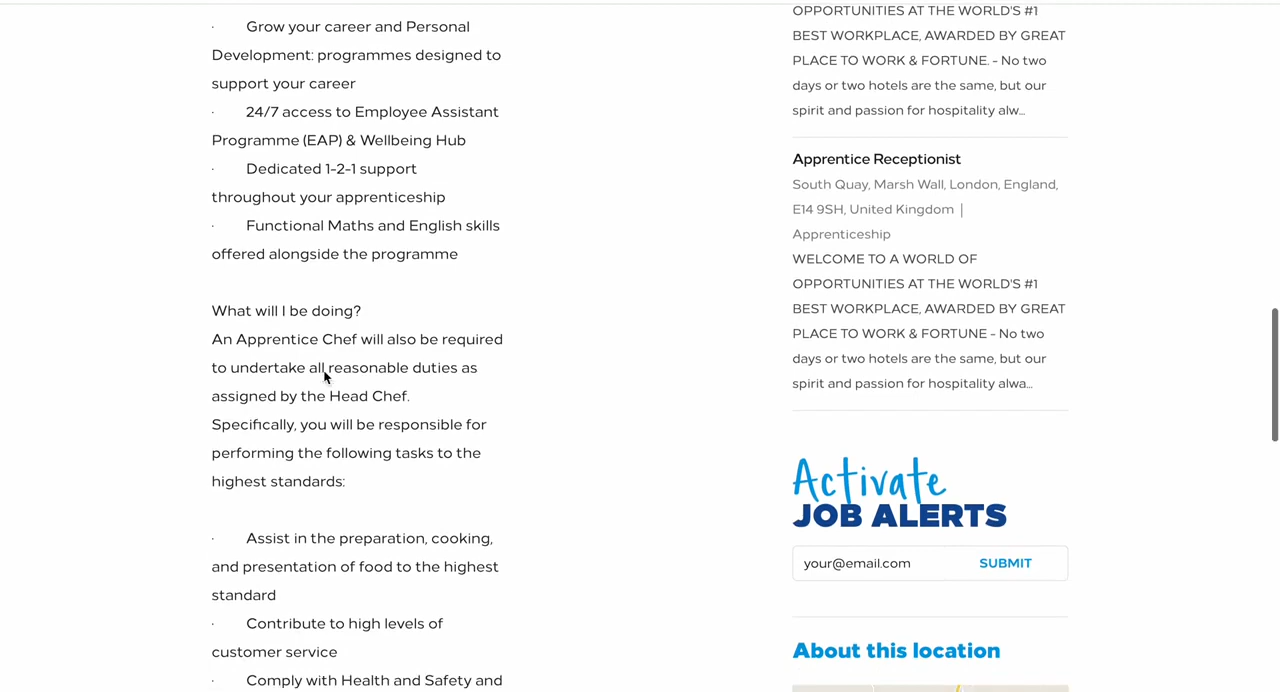 · Grow your career and Personal
Development: programmes designed to
support your career
· 24/7 access to Employee Assistant
Programme (EAP) & Wellbeing Hub
· Dedicated 1-2-1 support
throughout your apprenticeship
· Functional Maths and English skills
offered alongside the programme
What will I be doing?
An Apprentice Chef will also be required
to undertake all reasonable duties as
assigned by the Head Chef.
Specifically, you will be responsible for
performing the following tasks to the
highest standards:
· Assist in the preparation, cooking,
and presentation of food to the highest
standard
· Contribute to high levels of
customer service
· Comply with Health and Safety and
OPPORTUNITIES AT THE WORLD'S #1
BEST WORKPLACE, AWARDED BY GREAT
PLACE TO WORK & FORTUNE. - No two
days or two hotels are the same, but our
spirit and passion for hospitality alw...
Apprentice Receptionist
South Quay, Marsh Wall, London, England,
E14 9SH, United Kingdom |
Apprenticeship
WELCOME TO A WORLD OF
OPPORTUNITIES AT THE WORLD'S #1
BEST WORKPLACE, AWARDED BY GREAT
PLACE TO WORK & FORTUNE - No two
days or two hotels are the same, but our
spirit and passion for hospitality alwa...
Activate
JOB ALERTS
your@email.com SUBMIT
About this location